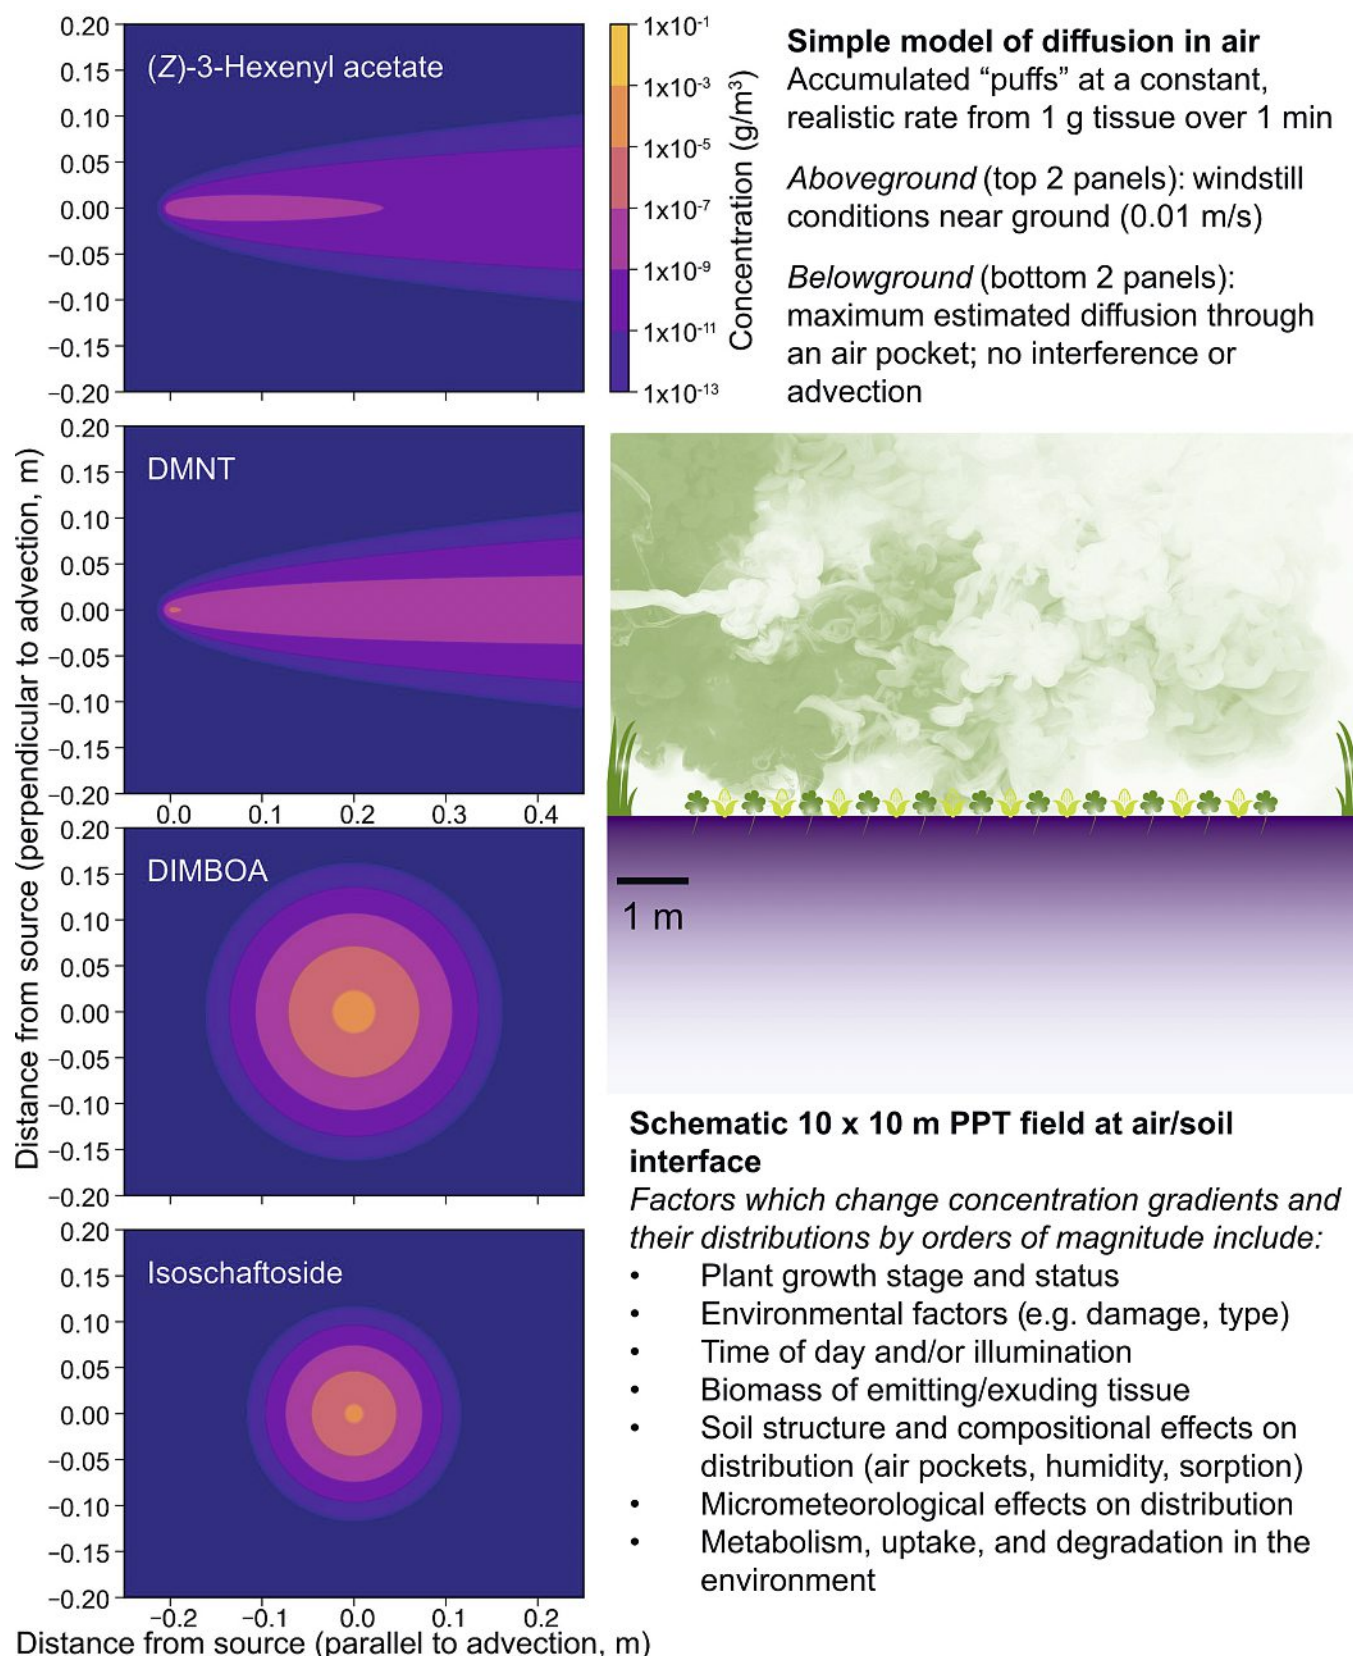 0.20
0.15
0.10
0.05
0.00
−0.05
−0.10
−0.15
−0.20
(Z)-3-Hexenyl acetate
1x10⁻¹
1x10⁻³
1x10⁻⁵
1x10⁻⁷
1x10⁻⁹
1x10⁻¹¹
1x10⁻¹³
Concentration (g/m³)
Simple model of diffusion in air
Accumulated “puffs” at a constant,
realistic rate from 1 g tissue over 1 min
Aboveground (top 2 panels): windstill
conditions near ground (0.01 m/s)
Belowground (bottom 2 panels):
maximum estimated diffusion through
an air pocket; no interference or
advection
Distance from source (perpendicular to advection, m)
0.20
0.15
0.10
0.05
0.00
−0.05
−0.10
−0.15
−0.20
DMNT
0.0 0.1 0.2 0.3 0.4
0.20
0.15
0.10
0.05
0.00
−0.05
−0.10
−0.15
−0.20
DIMBOA
1 m
Schematic 10 x 10 m PPT field at air/soil
interface
Factors which change concentration gradients and
their distributions by orders of magnitude include:
• Plant growth stage and status
• Environmental factors (e.g. damage, type)
• Time of day and/or illumination
• Biomass of emitting/exuding tissue
• Soil structure and compositional effects on
distribution (air pockets, humidity, sorption)
• Micrometeorological effects on distribution
• Metabolism, uptake, and degradation in the
environment
0.20
0.15
0.10
0.05
0.00
−0.05
−0.10
−0.15
−0.20
Isoschaftoside
−0.2 −0.1 0.0 0.1 0.2
Distance from source (parallel to advection, m)